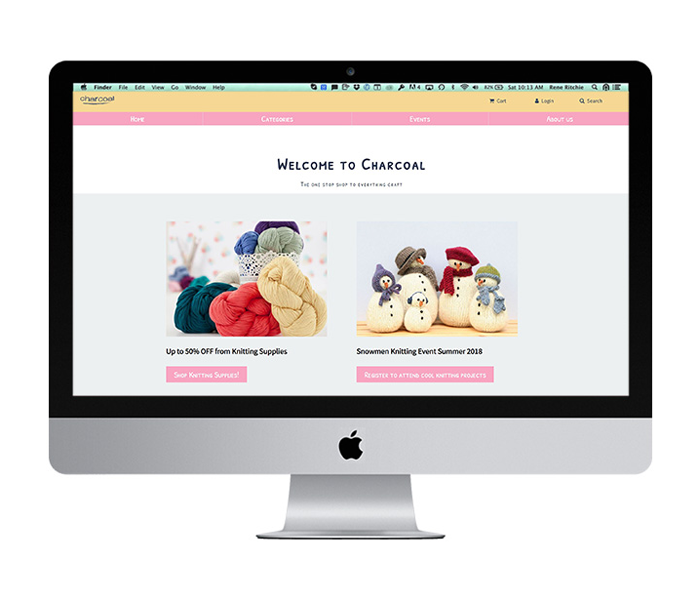 Finder File Edit View Go Window Help 4 82% Sat 10:13 AM Rene Ritchie
charcoal Cart Login Search
Home Categories Events About us
Welcome to Charcoal
The one stop shop to everything craft
Up to 50% OFF from Knitting Supplies Snowmen Knitting Event Summer 2018
Shop Knitting Supplies! Register to attend cool knitting projects